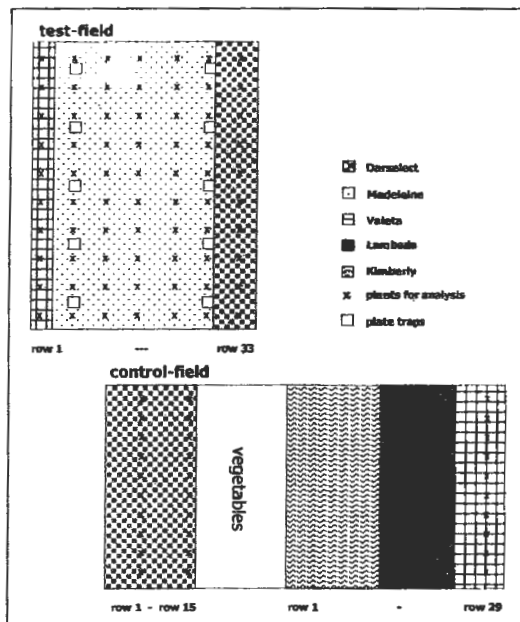 test-field
Darselect
Madeleine
Valeta
Lambada
Kimberly
x plants for analysis
plate traps
row 1 --- row 33
control-field
vegetables
row 1 - row 15 row 1 - row 29